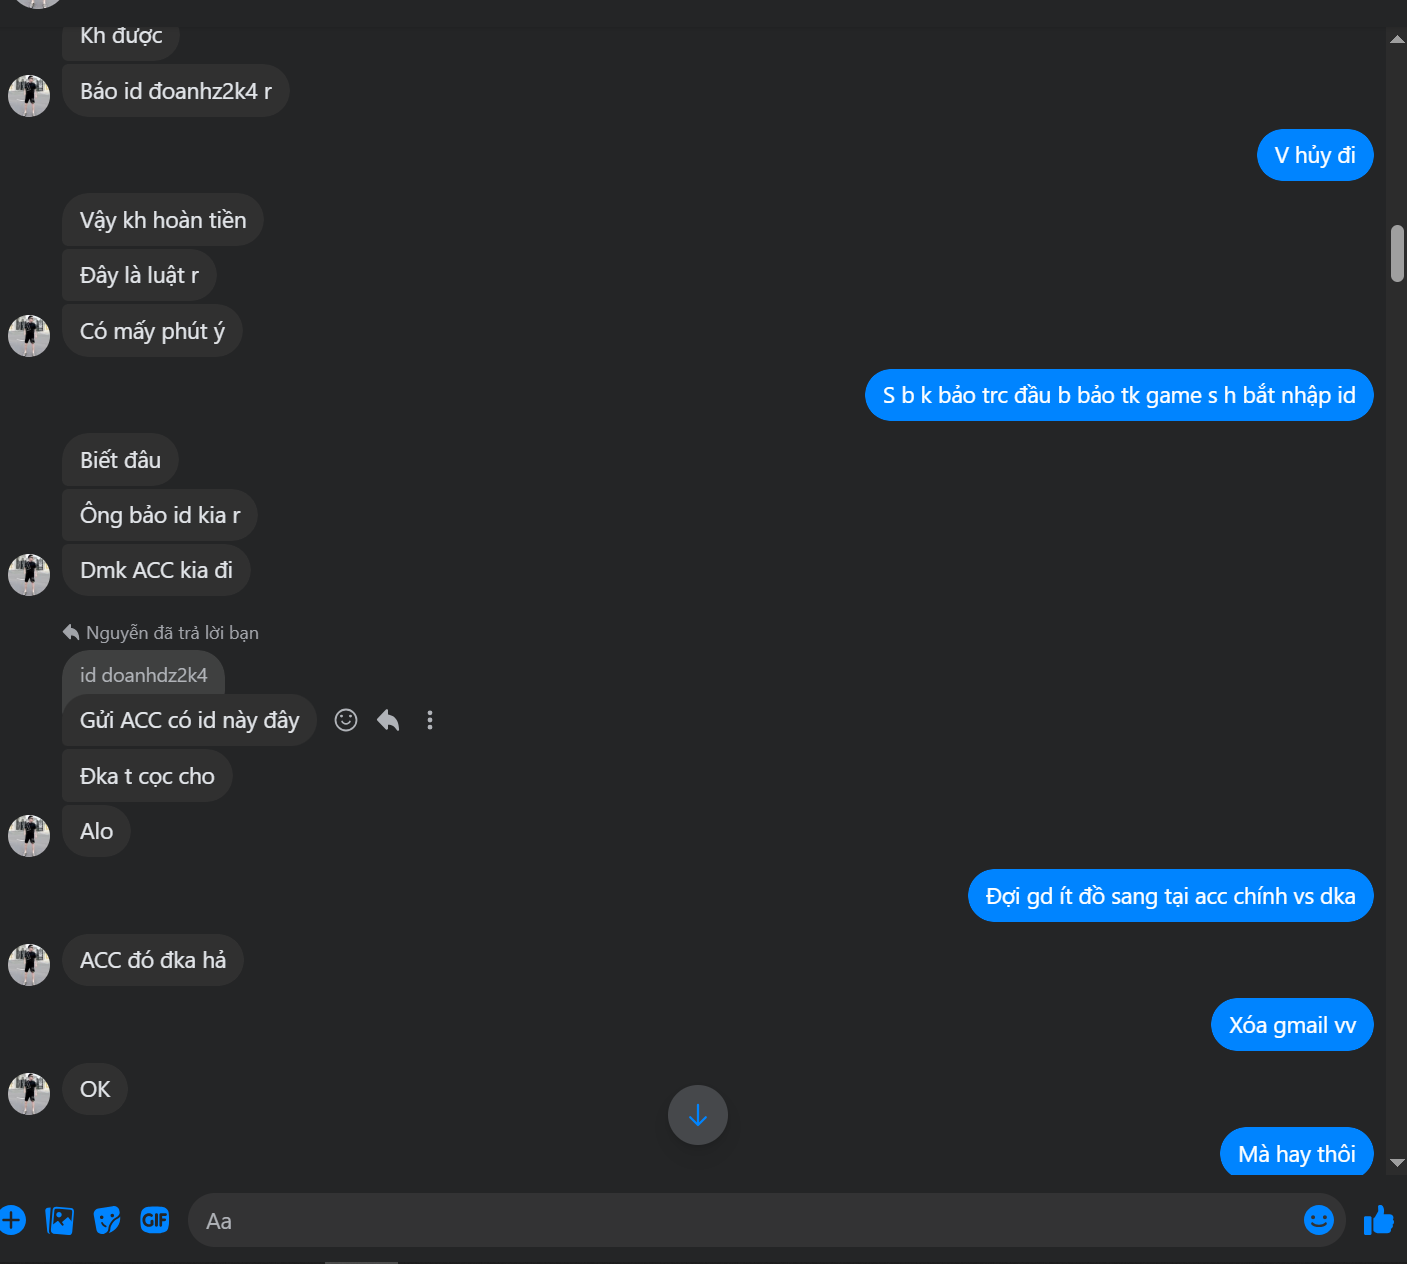 Kh được
Báo id đoanhz2k4 r
V hủy đi
Vậy kh hoàn tiền
Đây là luật r
Có mấy phút ý
S b k bảo trc đầu b bảo tk game s h bắt nhập id
Biết đâu
Ông bảo id kia r
Dmk ACC kia đi
Nguyễn đã trả lời bạn
id doanhdz2k4
Gửi ACC có id này đây
Đka t cọc cho
Alo
Đợi gd ít đồ sang tại acc chính vs dka
ACC đó đka hả
Xóa gmail vv
OK
Mà hay thôi
GIF
Aa